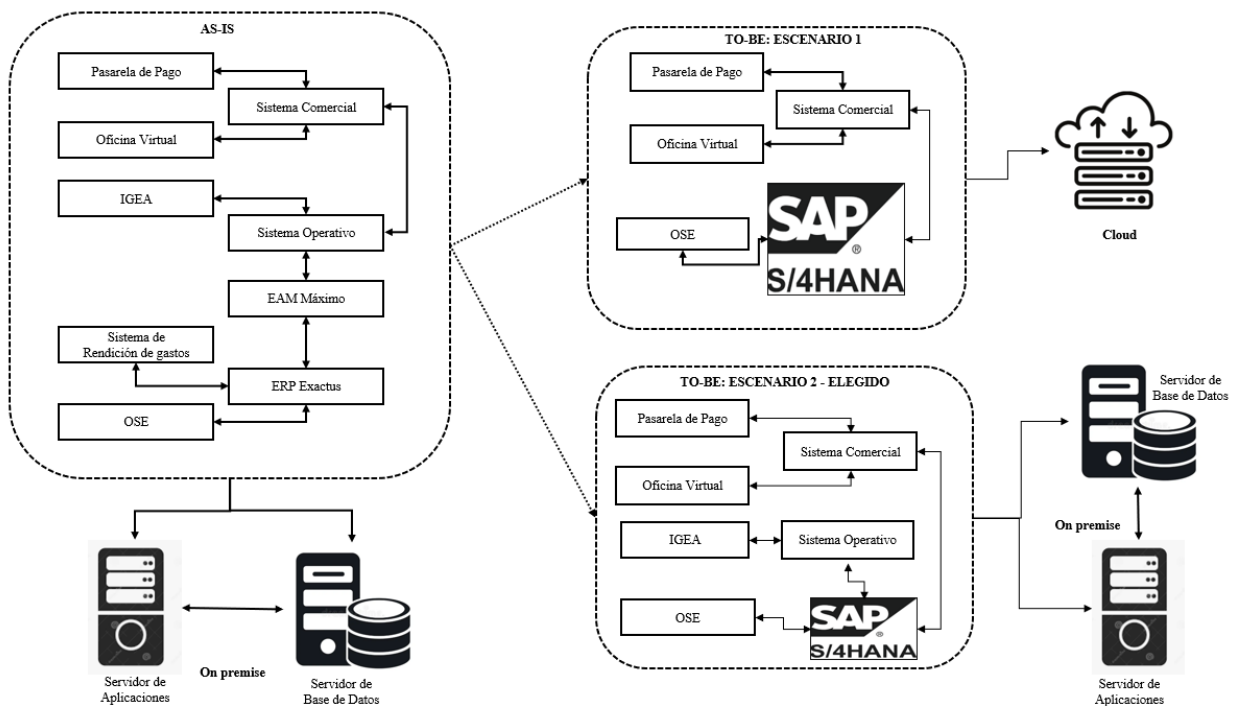 AS-IS
Pasarela de Pago
Sistema Comercial
Oficina Virtual
IGEA
Sistema Operativo
EAM Máximo
Sistema de
Rendición de gastos
ERP Exactus
OSE
Servidor de
Aplicaciones
On premise
Servidor de
Base de Datos
TO-BE: ESCENARIO 1
Pasarela de Pago
Sistema Comercial
Oficina Virtual
OSE
SAP
®
S/4HANA
Cloud
TO-BE: ESCENARIO 2 - ELEGIDO
Pasarela de Pago
Sistema Comercial
Oficina Virtual
IGEA
Sistema Operativo
OSE
SAP
®
S/4HANA
Servidor de
Base de Datos
On premise
Servidor de
Aplicaciones